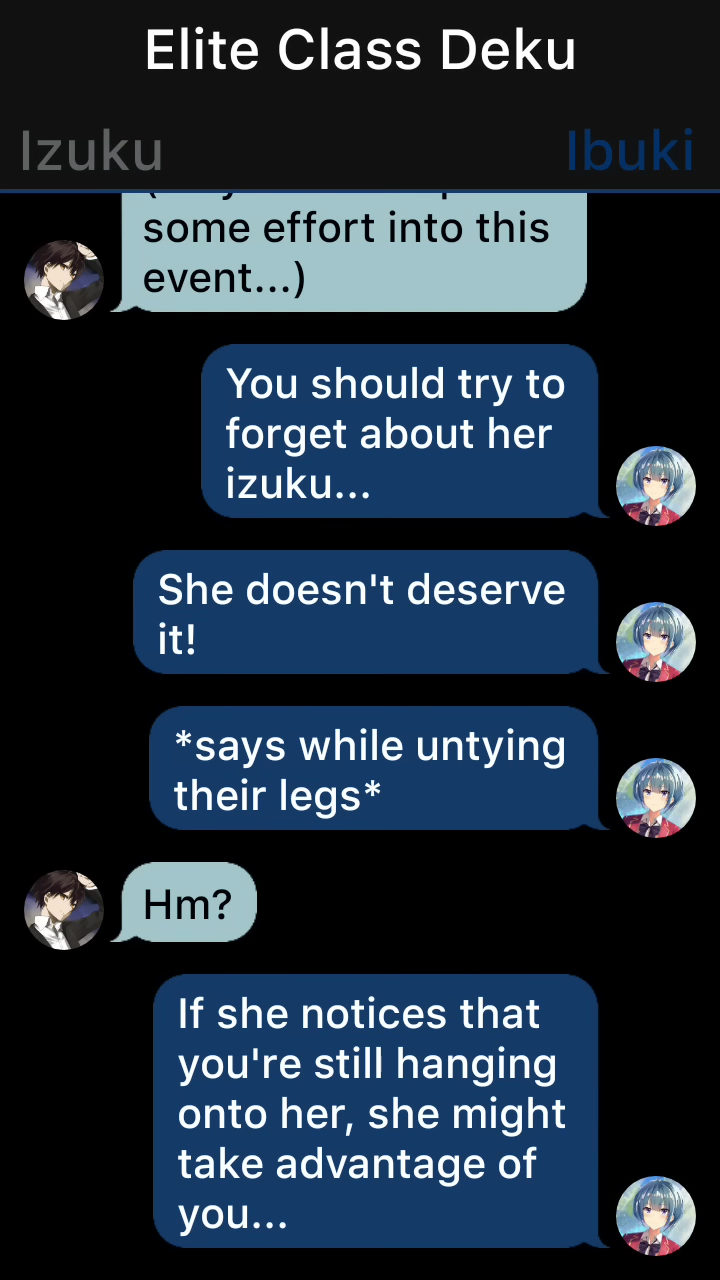 Elite Class Deku
Izuku
Ibuki
some effort into this
event...)
You should try to
forget about her
izuku...
She doesn't deserve
it!
*says while untying
their legs*
Hm?
If she notices that
you're still hanging
onto her, she might
take advantage of
you...